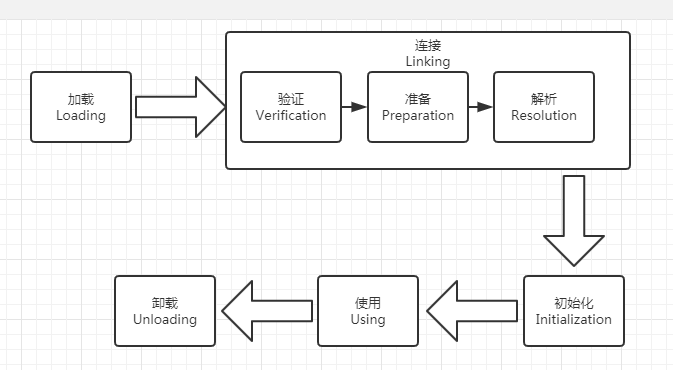 连接
Linking
加载
Loading
验证
Verification
准备
Preparation
解析
Resolution
卸载
Unloading
使用
Using
初始化
Initialization